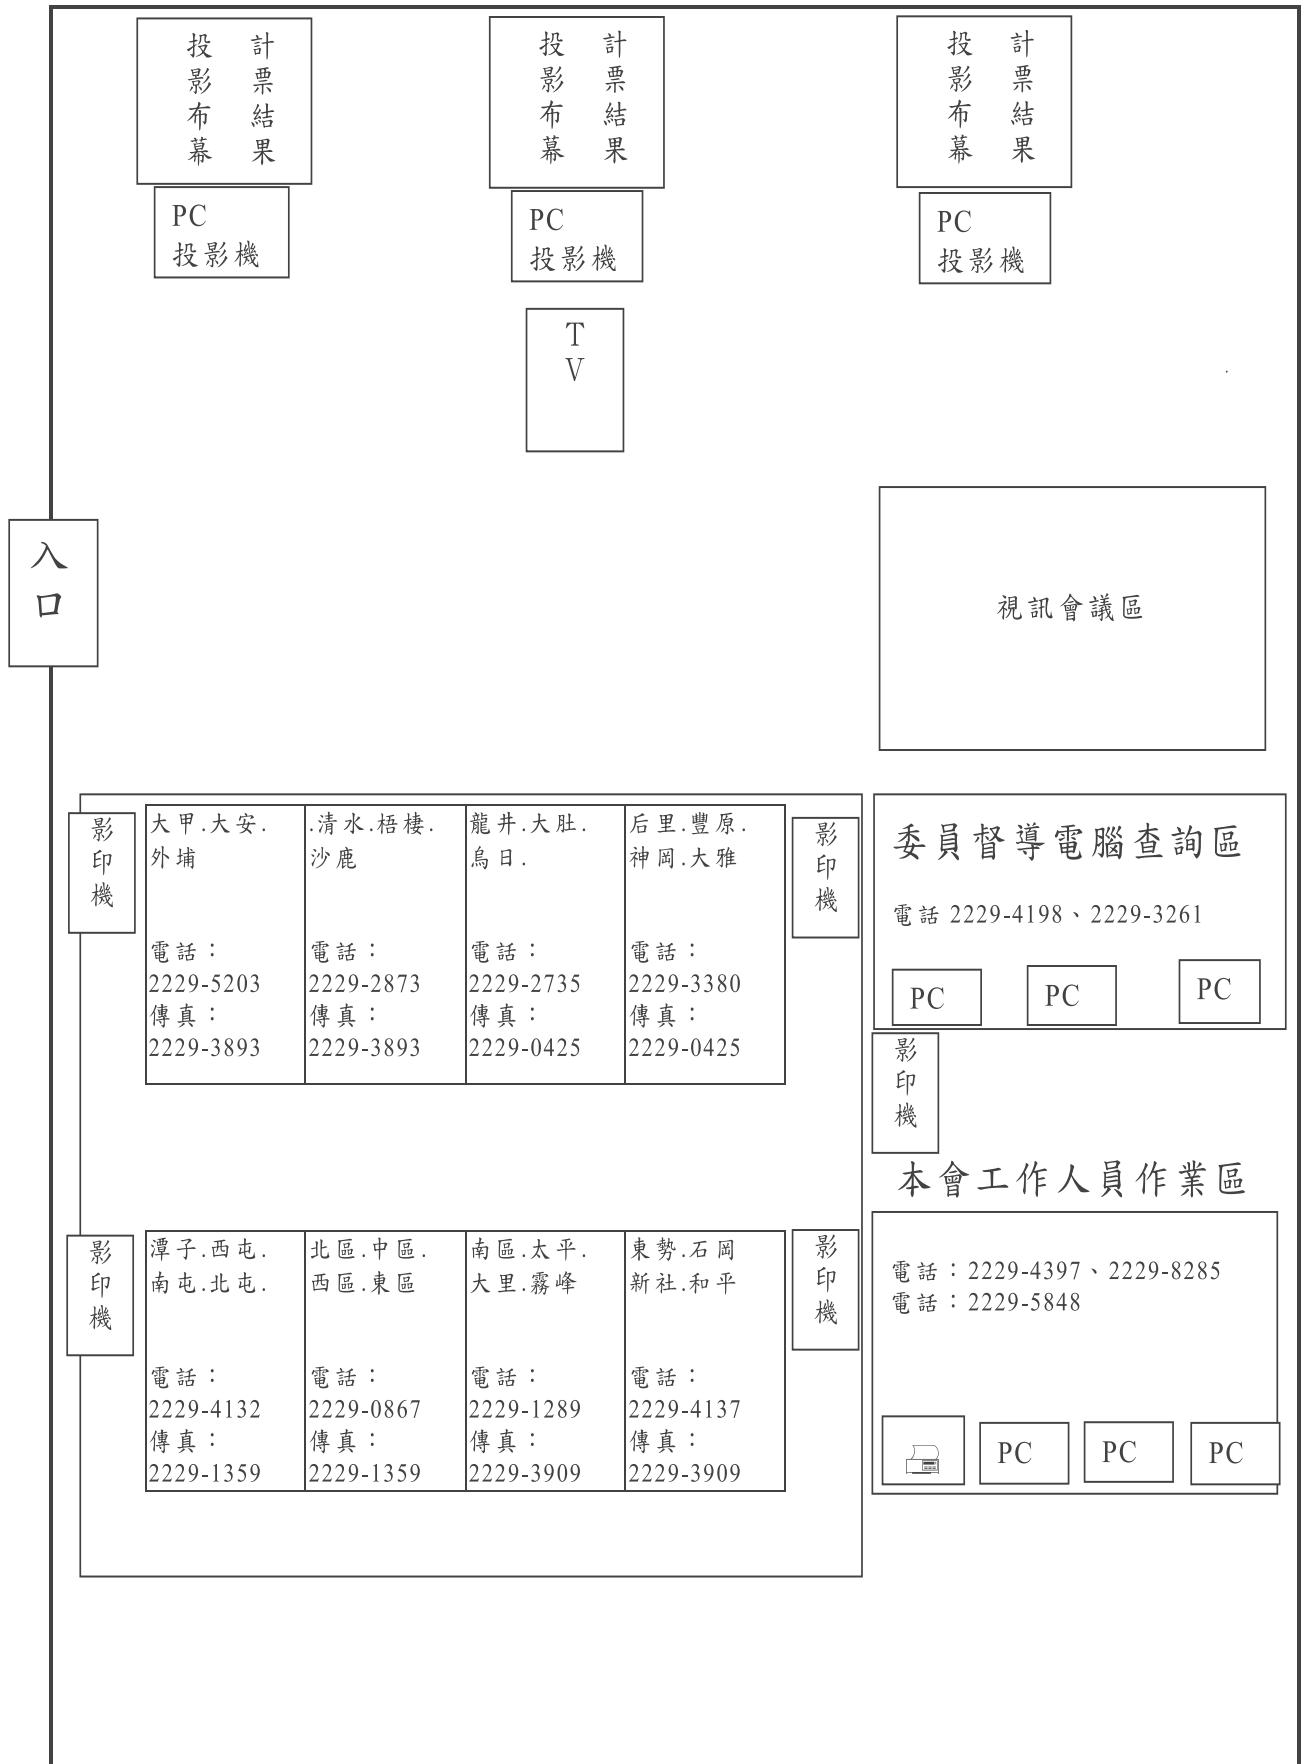 計票結果
投影布幕
PC
投影機
計票結果
投影布幕
PC
投影機
計票結果
投影布幕
PC
投影機
TV
入口
視訊會議區
影印機
大甲.大安.
外埔
電話：
2229-5203
傳真：
2229-3893
.清水.梧棲.
沙鹿
電話：
2229-2873
傳真：
2229-3893
龍井.大肚.
烏日.
電話：
2229-2735
傳真：
2229-0425
后里.豐原.
神岡.大雅
電話：
2229-3380
傳真：
2229-0425
影印機
委員督導電腦查詢區
電話 2229-4198、2229-3261
PC
PC
PC
影印機
本會工作人員作業區
影印機
潭子.西屯.
南屯.北屯.
電話：
2229-4132
傳真：
2229-1359
北區.中區.
西區.東區
電話：
2229-0867
傳真：
2229-1359
南區.太平.
大里.霧峰
電話：
2229-1289
傳真：
2229-3909
東勢.石岡
新社.和平
電話：
2229-4137
傳真：
2229-3909
影印機
電話：2229-4397、2229-8285
電話：2229-5848
PC
PC
PC